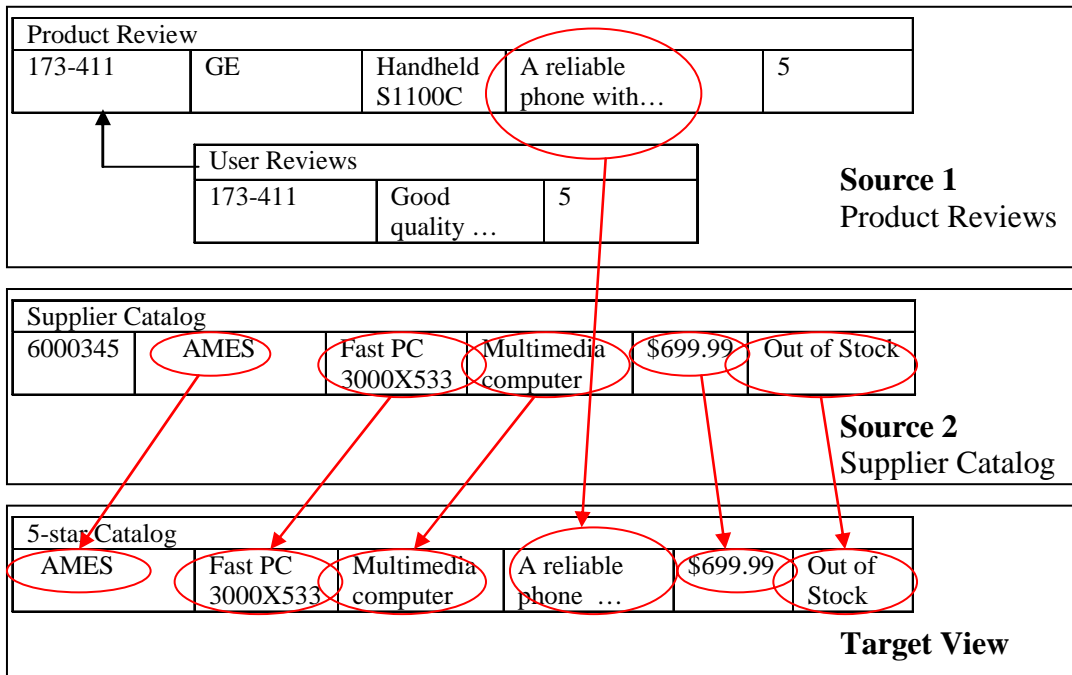 Product Review
173-411 GE Handheld S1100C A reliable phone with… 5
User Reviews
173-411 Good quality … 5
Source 1
Product Reviews
Supplier Catalog
6000345 AMES Fast PC 3000X533 Multimedia computer $699.99 Out of Stock
Source 2
Supplier Catalog
5-star Catalog
AMES Fast PC 3000X533 Multimedia computer A reliable phone … $699.99 Out of Stock
Target View